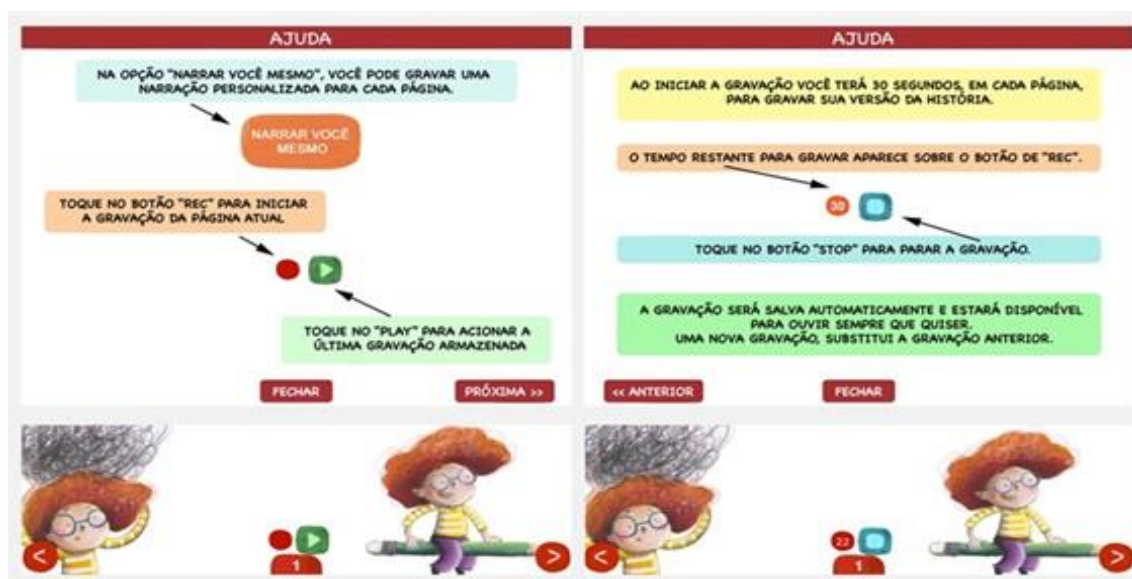 AJUDA
NA OPÇÃO "NARRAR VOCÊ MESMO", VOCÊ PODE GRAVAR UMA
NARRAÇÃO PERSONALIZADA PARA CADA PÁGINA.
NARRAR VOCÊ
MESMO
TOQUE NO BOTÃO "REC" PARA INICIAR
A GRAVAÇÃO DA PÁGINA ATUAL
TOQUE NO "PLAY" PARA ACIONAR A
ÚLTIMA GRAVAÇÃO ARMAZENADA
FECHAR
PRÓXIMA >>
AJUDA
AO INICIAR A GRAVAÇÃO VOCÊ TERÁ 30 SEGUNDOS, EM CADA PÁGINA,
PARA GRAVAR SUA VERSÃO DA HISTÓRIA.
O TEMPO RESTANTE PARA GRAVAR APARECE SOBRE O BOTÃO DE "REC".
30
TOQUE NO BOTÃO "STOP" PARA PARAR A GRAVAÇÃO.
A GRAVAÇÃO SERÁ SALVA AUTOMATICAMENTE E ESTARÁ DISPONÍVEL
PARA OUVIR SEMPRE QUE QUISER.
UMA NOVA GRAVAÇÃO, SUBSTITUI A GRAVAÇÃO ANTERIOR.
<< ANTERIOR
FECHAR
<
1
>
<
22
1
>